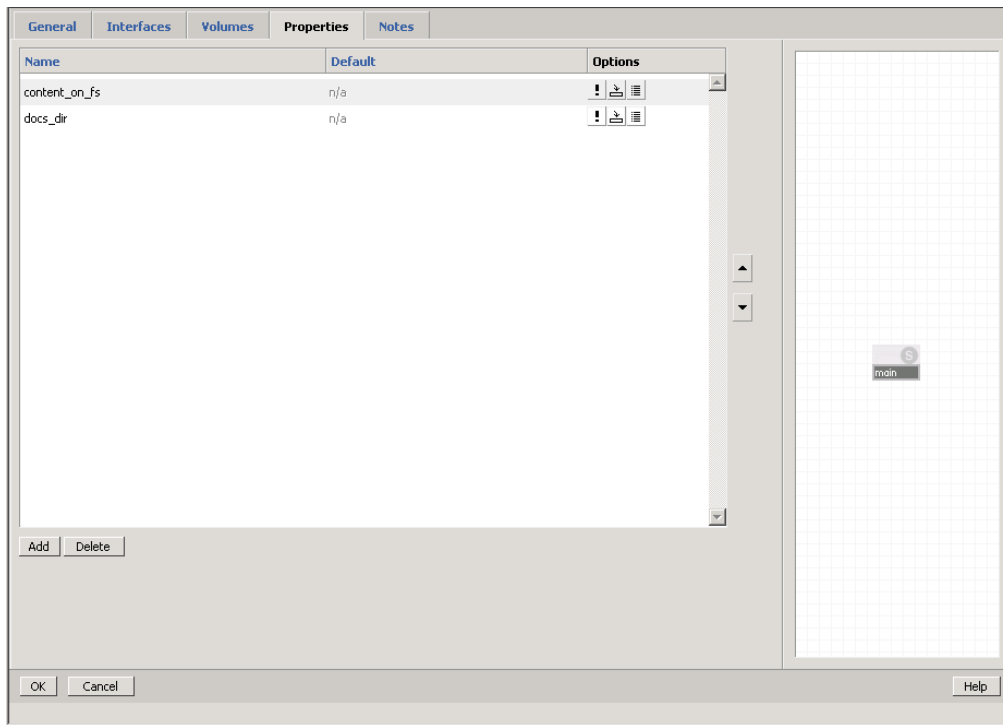 General Interfaces Volumes Properties Notes
Name Default Options
content_on_fs n/a !
docs_dir n/a !
S
main
Add Delete
OK Cancel Help